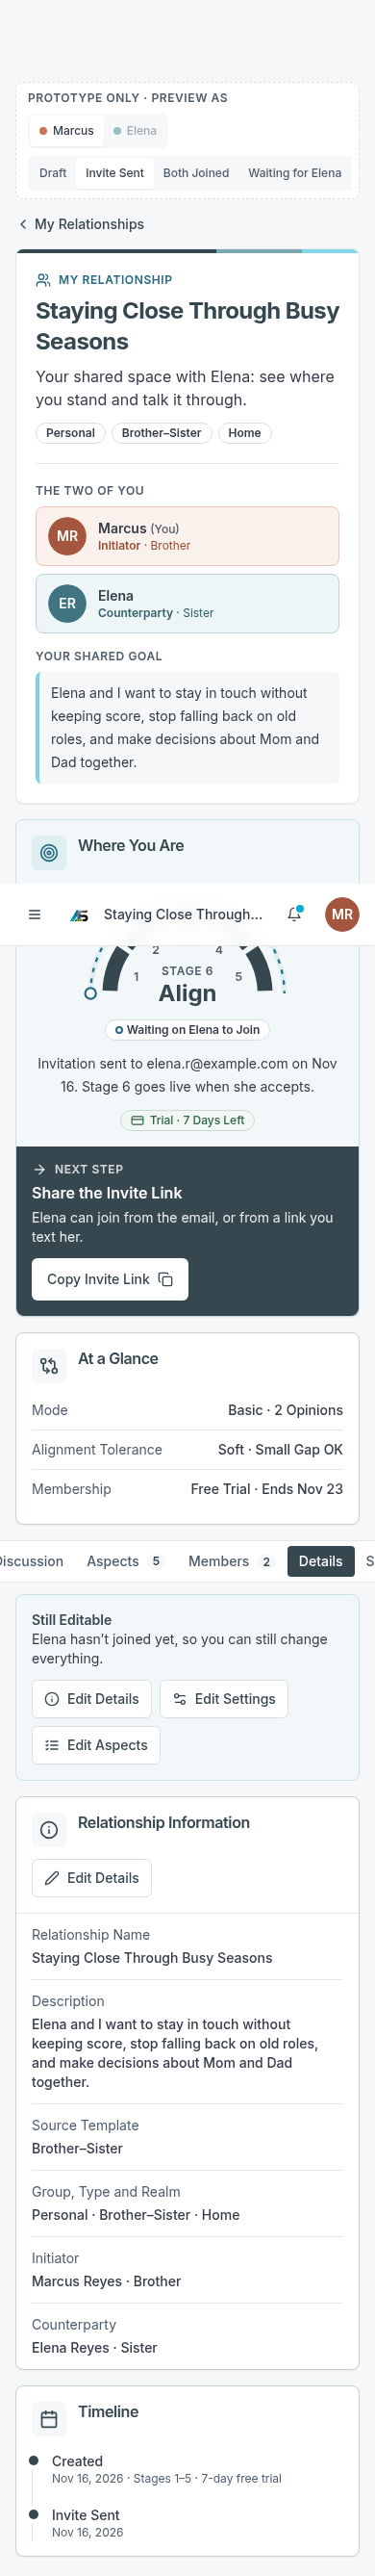 PROTOTYPE ONLY · PREVIEW AS
Marcus
Elena
Draft
Invite Sent
Both Joined
Waiting for Elena
My Relationships
MY RELATIONSHIP
Staying Close Through Busy
Seasons
Your shared space with Elena: see where
you stand and talk it through.
Personal
Brother–Sister
Home
THE TWO OF YOU
MR
Marcus (You)
Initiator · Brother
ER
Elena
Counterparty · Sister
YOUR SHARED GOAL
Elena and I want to stay in touch without
keeping score, stop falling back on old
roles, and make decisions about Mom and
Dad together.
Where You Are
Staying Close Through...
MR
2
4
1
5
STAGE 6
Align
Waiting on Elena to Join
Invitation sent to elena.r@example.com on Nov
16. Stage 6 goes live when she accepts.
Trial · 7 Days Left
NEXT STEP
Share the Invite Link
Elena can join from the email, or from a link you
text her.
Copy Invite Link
At a Glance
Mode
Basic · 2 Opinions
Alignment Tolerance
Soft · Small Gap OK
Membership
Free Trial · Ends Nov 23
Discussion
Aspects 5
Members 2
Details
S
Still Editable
Elena hasn’t joined yet, so you can still change
everything.
Edit Details
Edit Settings
Edit Aspects
Relationship Information
Edit Details
Relationship Name
Staying Close Through Busy Seasons
Description
Elena and I want to stay in touch without
keeping score, stop falling back on old roles,
and make decisions about Mom and Dad
together.
Source Template
Brother–Sister
Group, Type and Realm
Personal · Brother–Sister · Home
Initiator
Marcus Reyes · Brother
Counterparty
Elena Reyes · Sister
Timeline
Created
Nov 16, 2026 · Stages 1–5 · 7-day free trial
Invite Sent
Nov 16, 2026